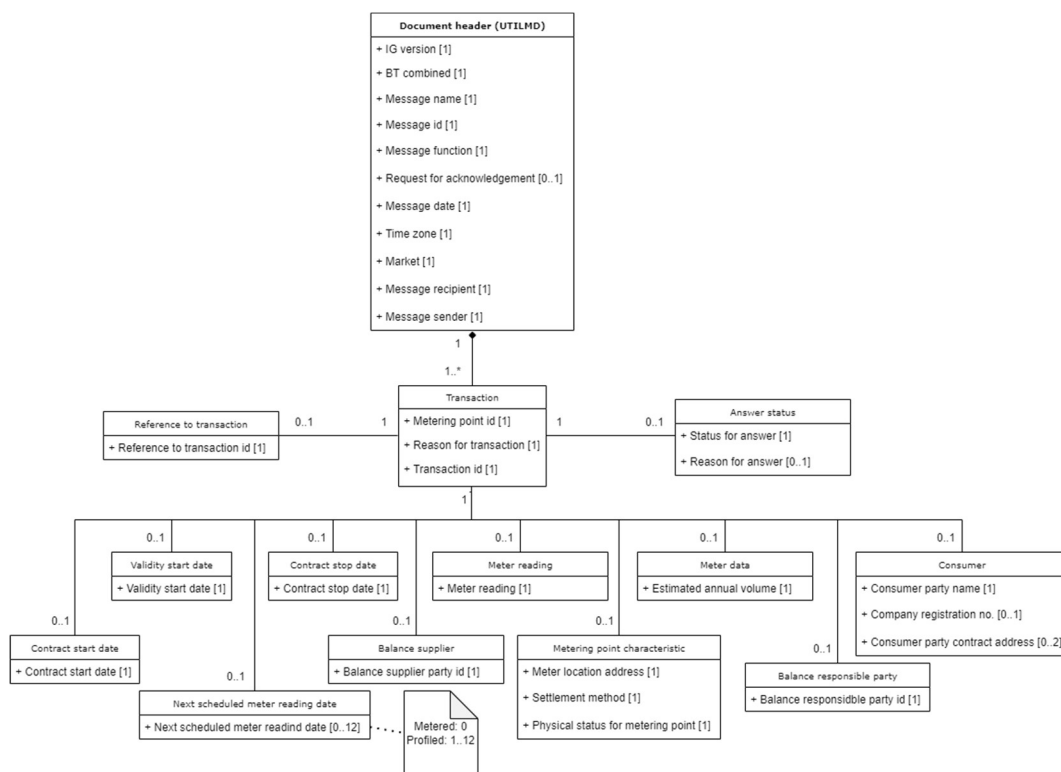 Document header (UTILMD)
+ IG version [1]
+ BT combined [1]
+ Message name [1]
+ Message id [1]
+ Message function [1]
+ Request for acknowledgement [0..1]
+ Message date [1]
+ Time zone [1]
+ Market [1]
+ Message recipient [1]
+ Message sender [1]
1
1..*
Reference to transaction
+ Reference to transaction id [1]
0..1
1
Transaction
+ Metering point id [1]
+ Reason for transaction [1]
+ Transaction id [1]
1
0..1
Answer status
+ Status for answer [1]
+ Reason for answer [0..1]
1
0..1
Validity start date
+ Validity start date [1]
0..1
Contract stop date
+ Contract stop date [1]
0..1
Meter reading
+ Meter reading [1]
0..1
Meter data
+ Estimated annual volume [1]
0..1
Consumer
+ Consumer party name [1]
+ Company registration no. [0..1]
+ Consumer party contract address [0..2]
0..1
Contract start date
+ Contract start date [1]
0..1
Next scheduled meter reading date
+ Next scheduled meter readind date [0..12]
Metered: 0
Profiled: 1..12
0..1
Balance supplier
+ Balance supplier party id [1]
0..1
Metering point characteristic
+ Meter location address [1]
+ Settlement method [1]
+ Physical status for metering point [1]
0..1
Balance responsible party
+ Balance responsidble party id [1]